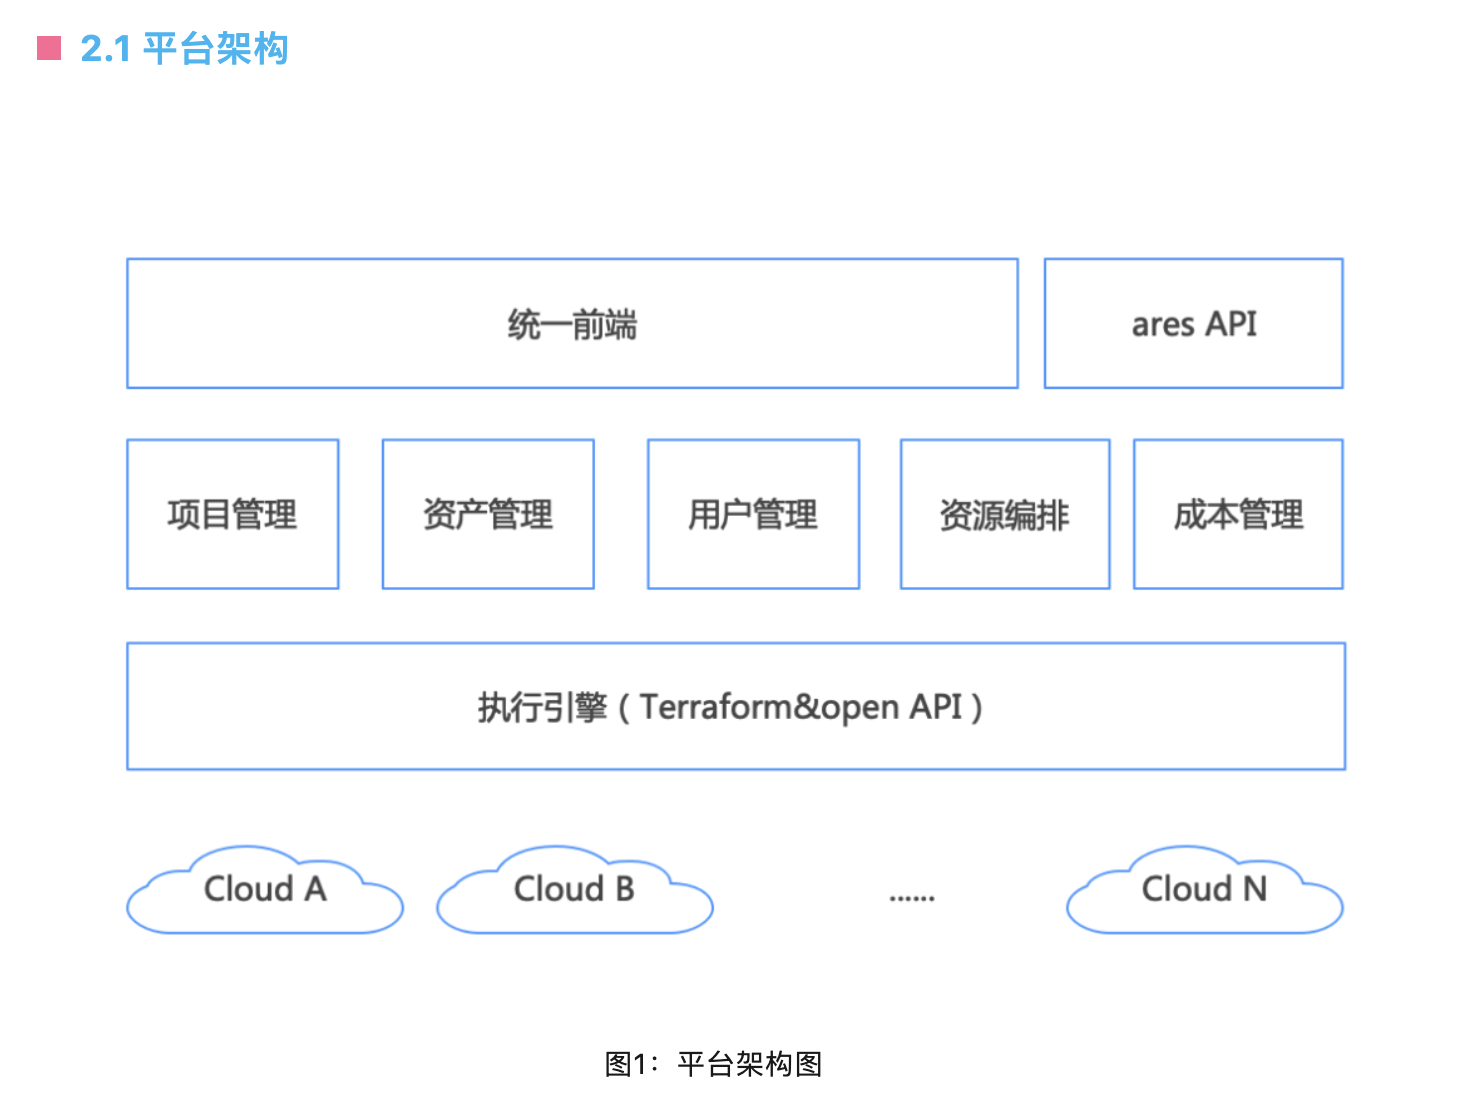 2.1 平台架构
统一前端
ares API
项目管理
资产管理
用户管理
资源编排
成本管理
执行引擎（Terraform&open API）
Cloud A
Cloud B
......
Cloud N
图1：平台架构图